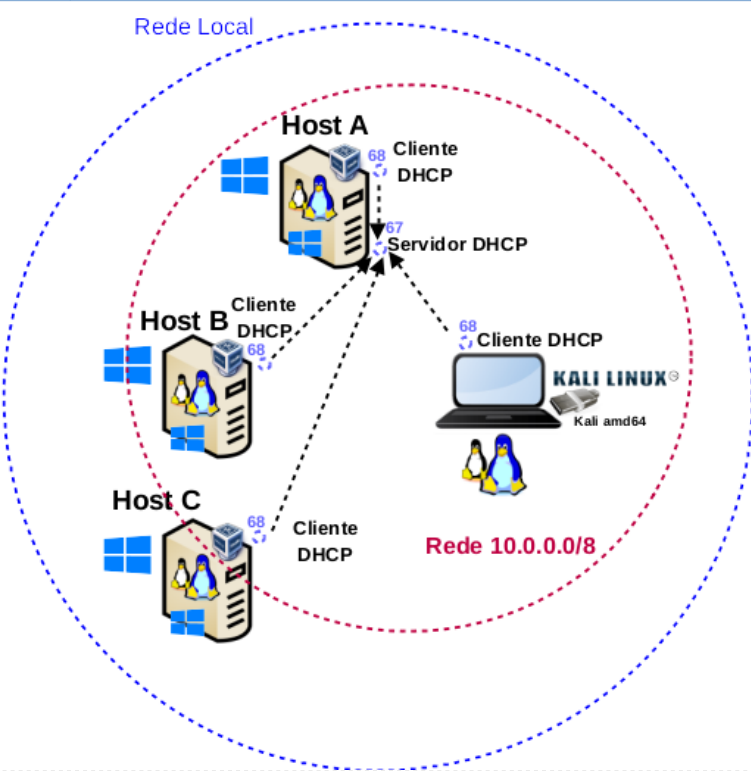 Rede Local
Host A
68
Cliente
DHCP
67
Servidor DHCP
Host B
Cliente
DHCP
68
68
Cliente DHCP
KALI LINUX
Kali amd64
Host C
68
Cliente
DHCP
Rede 10.0.0.0/8